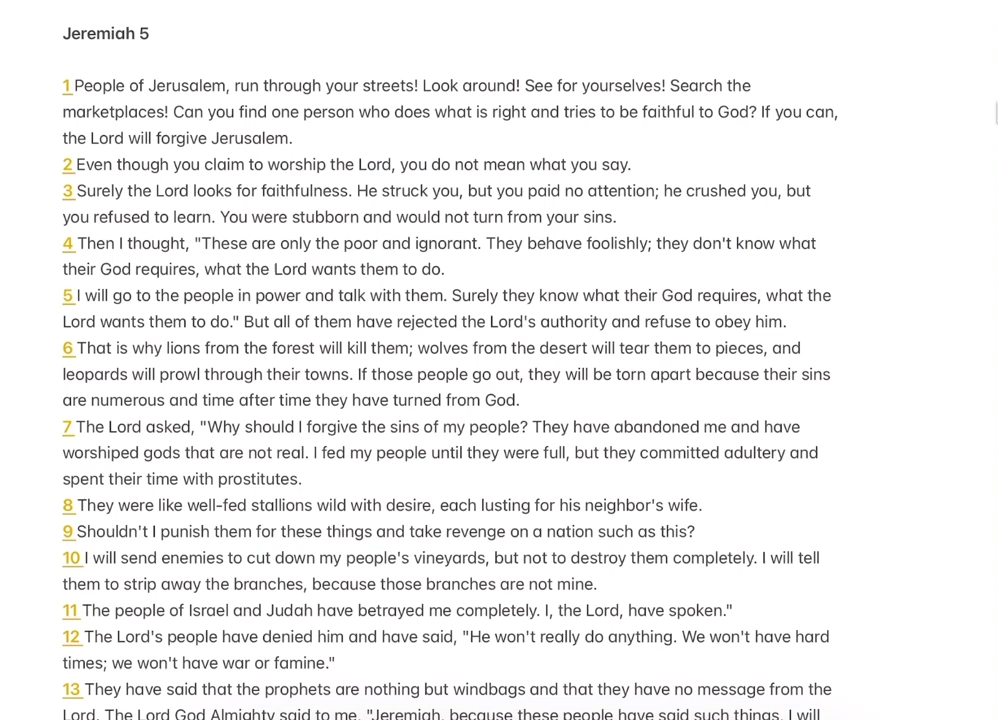 Jeremiah 5
1 People of Jerusalem, run through your streets! Look around! See for yourselves! Search the
marketplaces! Can you find one person who does what is right and tries to be faithful to God? If you can,
the Lord will forgive Jerusalem.
2 Even though you claim to worship the Lord, you do not mean what you say.
3 Surely the Lord looks for faithfulness. He struck you, but you paid no attention; he crushed you, but
you refused to learn. You were stubborn and would not turn from your sins.
4 Then I thought, "These are only the poor and ignorant. They behave foolishly; they don't know what
their God requires, what the Lord wants them to do.
5 I will go to the people in power and talk with them. Surely they know what their God requires, what the
Lord wants them to do." But all of them have rejected the Lord's authority and refuse to obey him.
6 That is why lions from the forest will kill them; wolves from the desert will tear them to pieces, and
leopards will prowl through their towns. If those people go out, they will be torn apart because their sins
are numerous and time after time they have turned from God.
7 The Lord asked, "Why should I forgive the sins of my people? They have abandoned me and have
worshiped gods that are not real. I fed my people until they were full, but they committed adultery and
spent their time with prostitutes.
8 They were like well-fed stallions wild with desire, each lusting for his neighbor's wife.
9 Shouldn't I punish them for these things and take revenge on a nation such as this?
10 I will send enemies to cut down my people's vineyards, but not to destroy them completely. I will tell
them to strip away the branches, because those branches are not mine.
11 The people of Israel and Judah have betrayed me completely. I, the Lord, have spoken."
12 The Lord's people have denied him and have said, "He won't really do anything. We won't have hard
times; we won't have war or famine."
13 They have said that the prophets are nothing but windbags and that they have no message from the
Lord. The Lord God Almighty said to me, "Jeremiah, because these people have said such things, I will